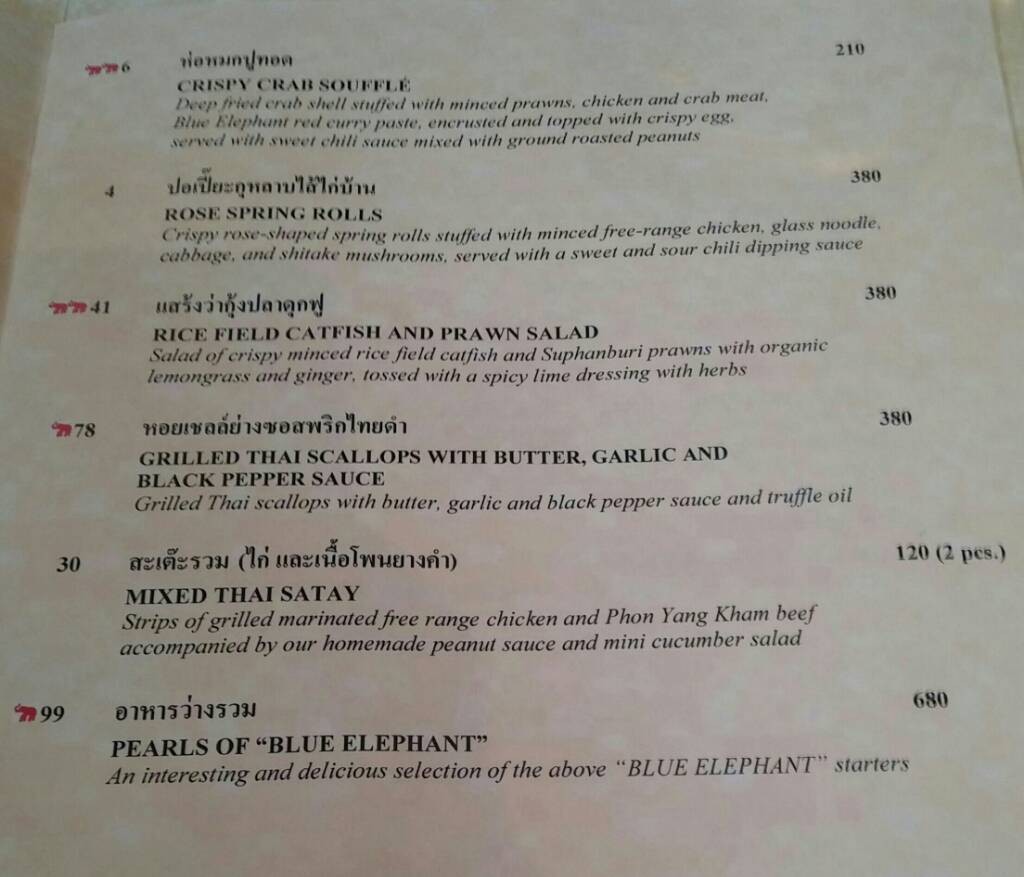 6 ห่อหมกปูทอด 210
CRISPY CRAB SOUFFLÉ
Deep fried crab shell stuffed with minced prawns, chicken and crab meat,
Blue Elephant red curry paste, encrusted and topped with crispy egg,
served with sweet chili sauce mixed with ground roasted peanuts
4 ปอเปี๊ยะกุหลาบไส้ไก่บ้าน 380
ROSE SPRING ROLLS
Crispy rose-shaped spring rolls stuffed with minced free-range chicken, glass noodle,
cabbage, and shitake mushrooms, served with a sweet and sour chili dipping sauce
41 แสร้งว่ากุ้งปลาดุกฟู 380
RICE FIELD CATFISH AND PRAWN SALAD
Salad of crispy minced rice field catfish and Suphanburi prawns with organic
lemongrass and ginger, tossed with a spicy lime dressing with herbs
78 หอยเชลล์ย่างซอสพริกไทยดำ 380
GRILLED THAI SCALLOPS WITH BUTTER, GARLIC AND
BLACK PEPPER SAUCE
Grilled Thai scallops with butter, garlic and black pepper sauce and truffle oil
30 สะเต๊ะรวม (ไก่ และเนื้อโพนยางคำ) 120 (2 pcs.)
MIXED THAI SATAY
Strips of grilled marinated free range chicken and Phon Yang Kham beef
accompanied by our homemade peanut sauce and mini cucumber salad
99 อาหารว่างรวม 680
PEARLS OF “BLUE ELEPHANT”
An interesting and delicious selection of the above “BLUE ELEPHANT” starters